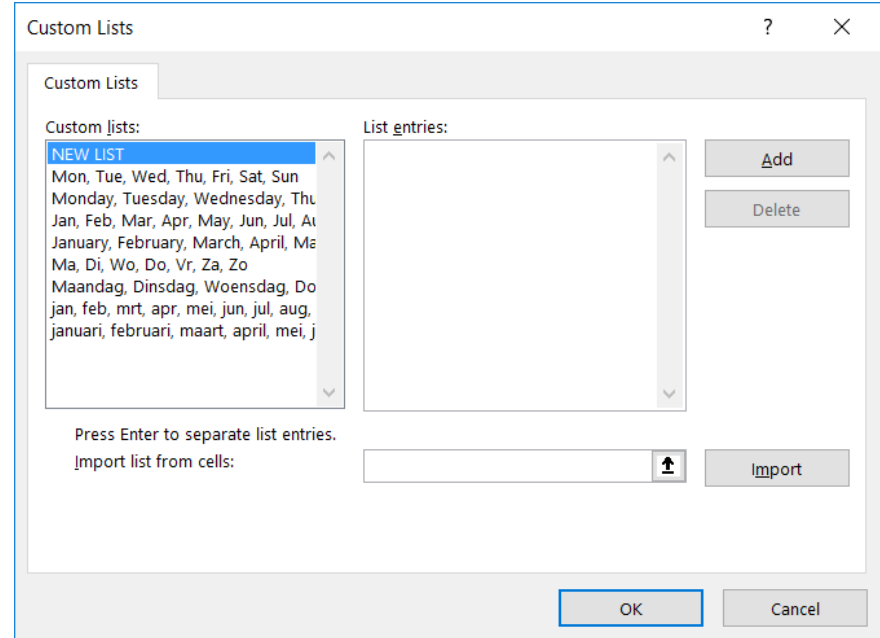 Custom Lists
?
Custom Lists
Custom lists:
NEW LIST
Mon, Tue, Wed, Thu, Fri, Sat, Sun
Monday, Tuesday, Wednesday, Thu
Jan, Feb, Mar, Apr, May, Jun, Jul, Au
January, February, March, April, Ma
Ma, Di, Wo, Do, Vr, Za, Zo
Maandag, Dinsdag, Woensdag, Do
jan, feb, mrt, apr, mei, jun, jul, aug,
januari, februari, maart, april, mei, j
List entries:
Add
Delete
Press Enter to separate list entries.
Import list from cells:
Import
OK
Cancel